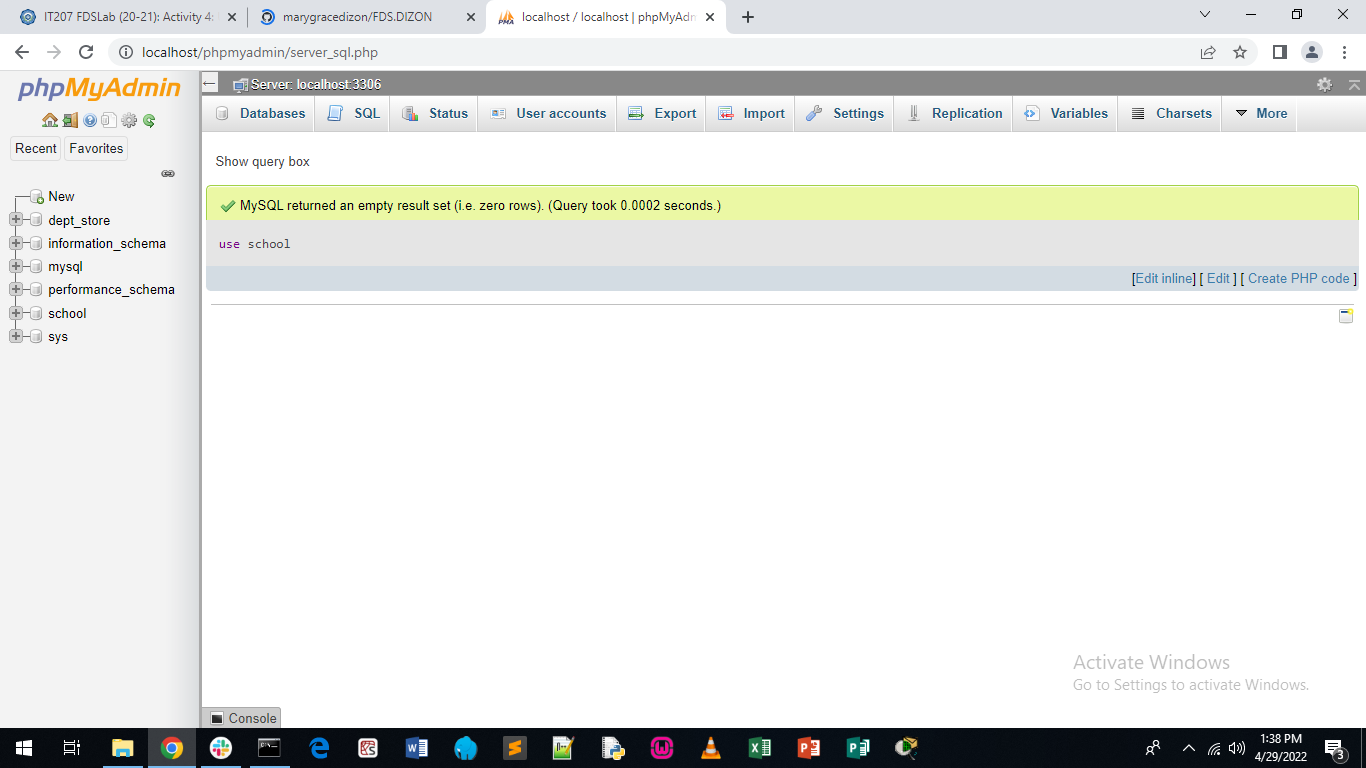 IT207 FDSLab (20-21): Activity 4:
marygracedizon/FDS.DIZON
localhost / localhost | phpMyAdm
localhost/phpmyadmin/server_sql.php
phpMyAdmin
Server: localhost:3306
Databases SQL Status User accounts Export Import Settings Replication Variables Charsets More
Recent Favorites
Show query box
New
dept_store
information_schema
mysql
performance_schema
school
sys
MySQL returned an empty result set (i.e. zero rows). (Query took 0.0002 seconds.)
use school
[Edit inline] [ Edit ] [ Create PHP code ]
Activate Windows
Go to Settings to activate Windows.
Console
1:38 PM
4/29/2022
3